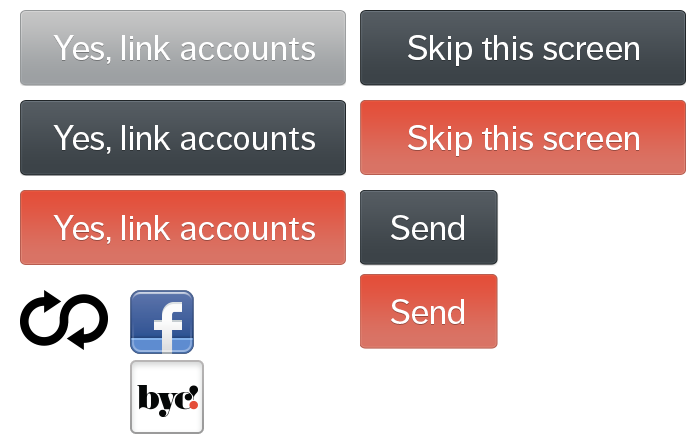 Yes, link accounts
Skip this screen
Yes, link accounts
Skip this screen
Yes, link accounts
Send
Send
f
byc!